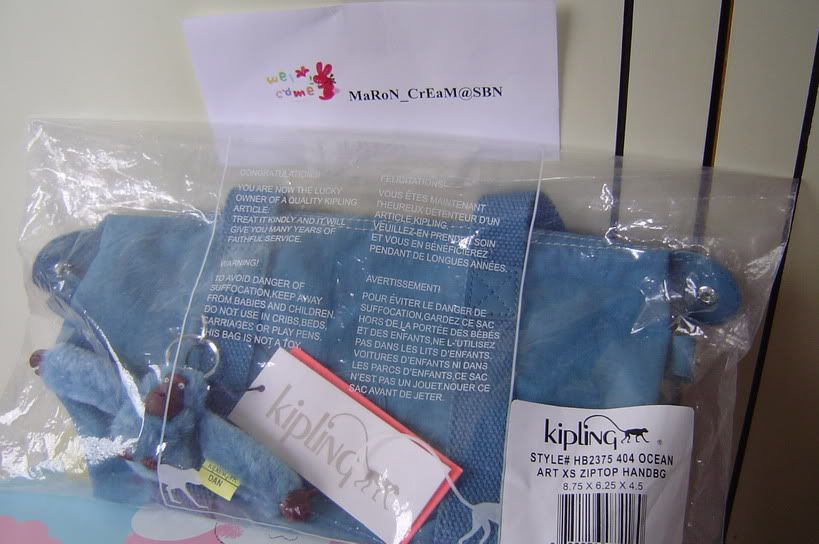 wel
come
MaRoN_CrEaM@SBN
CONGRATULATIONS!!
YOU ARE NOW THE LUCKY
OWNER OF A QUALITY KIPLING
ARTICLE.
TREAT IT KINDLY AND IT WILL
GIVE YOU MANY YEARS OF
FAITHFUL SERVICE.
WARNING!
TO AVOID DANGER OF
SUFFOCATION, KEEP AWAY
FROM BABIES AND CHILDREN.
DO NOT USE IN CRIBS, BEDS,
CARRIAGES OR PLAY PENS.
THIS BAG IS NOT A TOY.
FELICITATIONS!
VOUS ÊTES MAINTENANT
L'HEUREUX DETENTEUR D'UN
ARTICLE KIPLING.
VEUILLEZ-EN PRENDRE SOIN
ET VOUS EN BÉNÉFICIEREZ
PENDANT DE LONGUES ANNÉES.
AVERTISSEMENT!
POUR ÉVITER LE DANGER DE
SUFFOCATION, GARDEZ CE SAC
HORS DE LA PORTÉE DES BÉBÉS
ET DES ENFANTS, NE L'UTILISEZ
PAS DANS LES LITS D'ENFANTS.
VOITURES D'ENFANTS NI DANS
LES PARCS D'ENFANTS, CE SAC
N'EST PAS UN JOUET. NOUER CE
SAC AVANT DE JETER.
kipling
DAN
kipling
STYLE# HB2375 404 OCEAN
ART XS ZIPTOP HANDBG
8.75 X 6.25 X 4.5